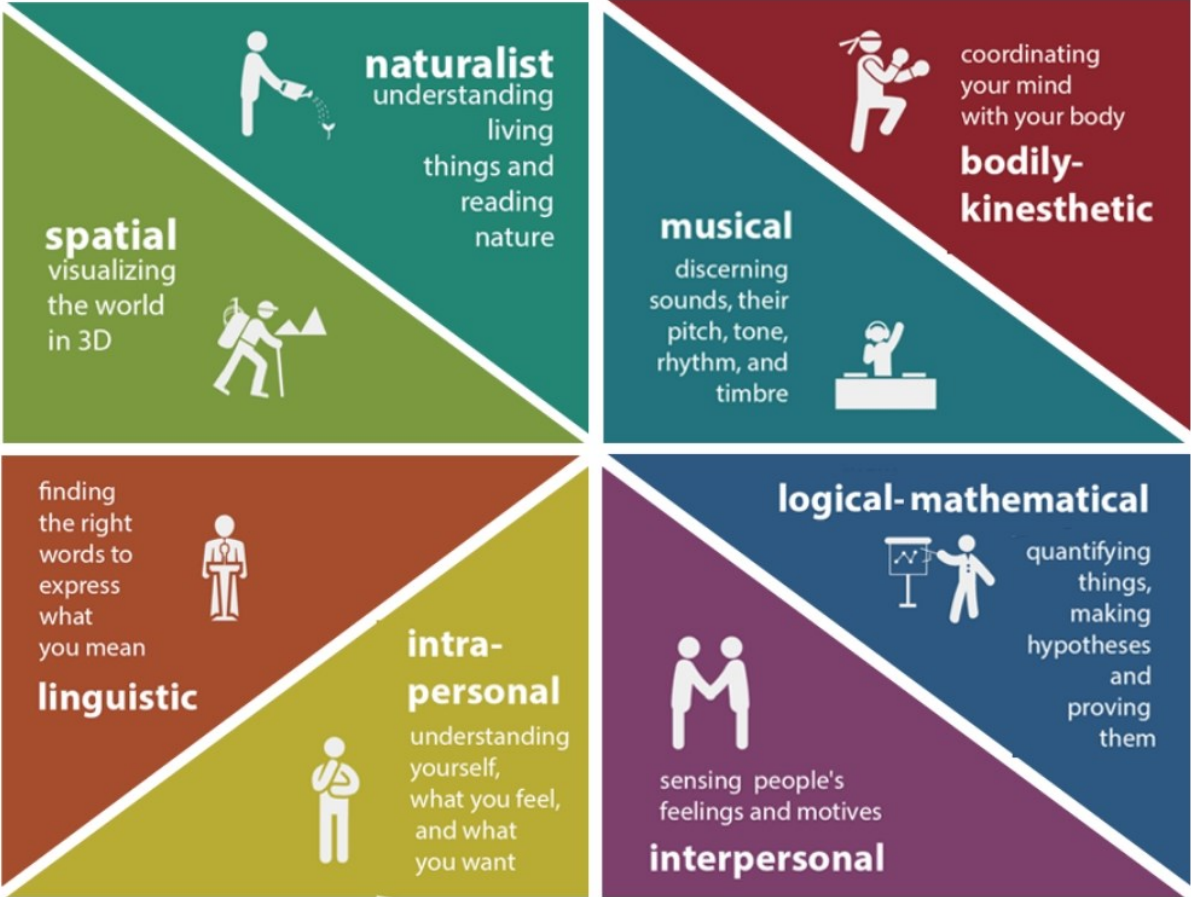 naturalist
understanding
living
things and
reading
nature
spatial
visualizing
the world
in 3D
coordinating
your mind
with your body
bodily-
kinesthetic
musical
discerning
sounds, their
pitch, tone,
rhythm, and
timbre
finding
the right
words to
express
what
you mean
linguistic
intra-
personal
understanding
yourself,
what you feel,
and what
you want
logical-mathematical
quantifying
things,
making
hypotheses
and
proving
them
sensing people's
feelings and motives
interpersonal